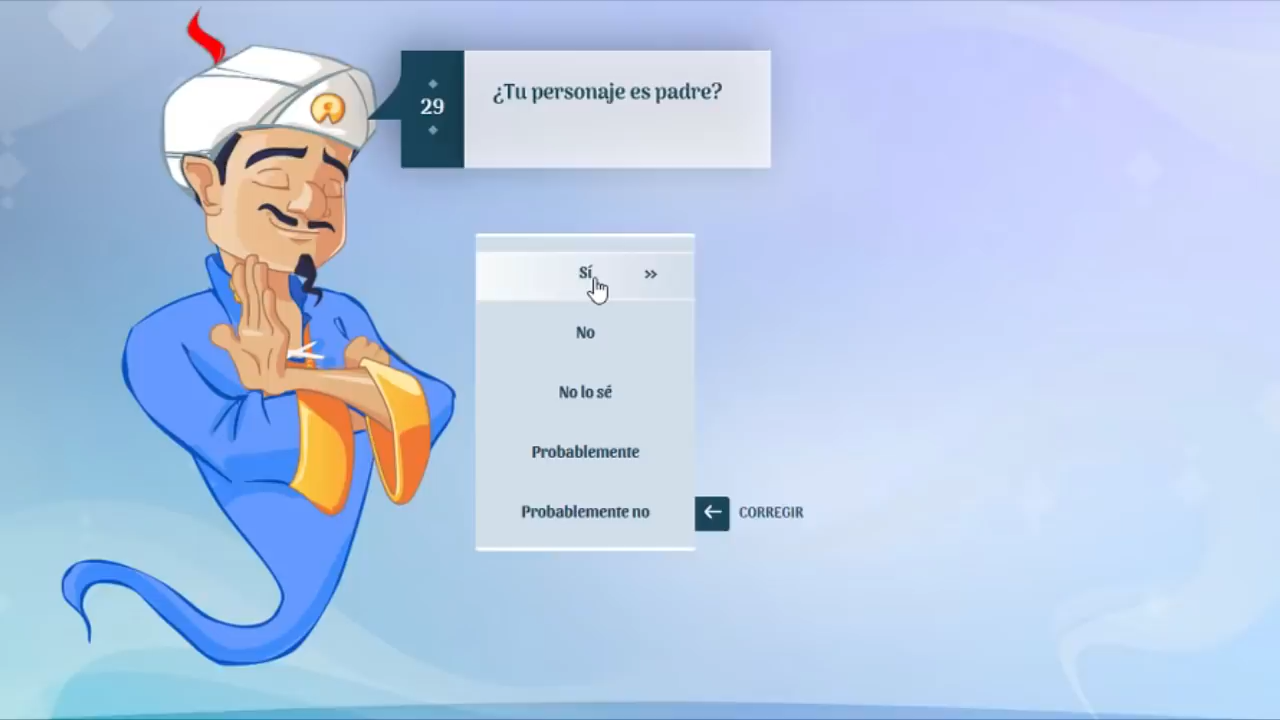 29
¿Tu personaje es padre?
Sí »
No
No lo sé
Probablemente
Probablemente no
CORREGIR